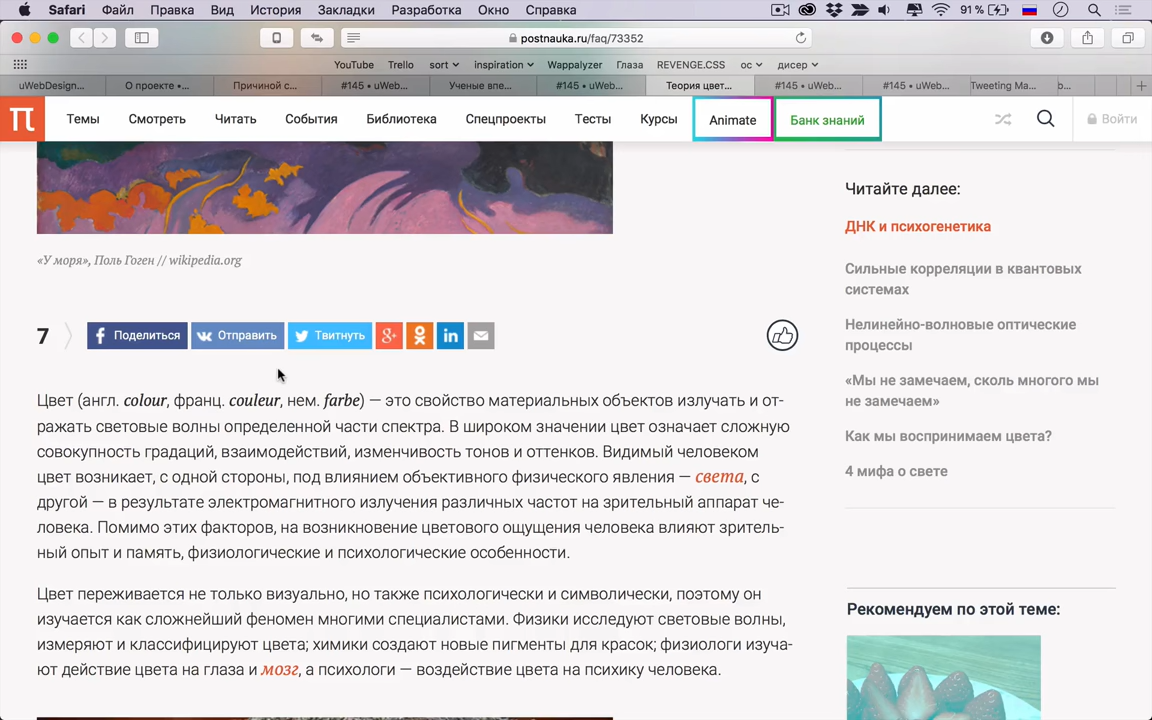 Safari Файл Правка Вид История Закладки Разработка Окно Справка 91 %
postnauka.ru/faq/73352
YouTube Trello sort inspiration Wappalyzer Глаза REVENGE.CSS ос дисер
uWebDesign... О проекте •... Причиной с... #145 • uWeb... Ученые впе... #145 • uWeb... Теория цвет... #145 • uWeb... #145 • uWeb... Tweeting Ma... b...
π Темы Смотреть Читать События Библиотека Спецпроекты Тесты Курсы Animate Банк знаний Войти
«У моря», Поль Гоген // wikipedia.org
7 Поделиться Отправить Твитнуть
Цвет (англ. colour, франц. couleur, нем. farbe) — это свойство материальных объектов излучать и от-
ражать световые волны определенной части спектра. В широком значении цвет означает сложную
совокупность градаций, взаимодействий, изменчивость тонов и оттенков. Видимый человеком
цвет возникает, с одной стороны, под влиянием объективного физического явления — света, с
другой — в результате электромагнитного излучения различных частот на зрительный аппарат че-
ловека. Помимо этих факторов, на возникновение цветового ощущения человека влияют зритель-
ный опыт и память, физиологические и психологические особенности.
Цвет переживается не только визуально, но также психологически и символически, поэтому он
изучается как сложнейший феномен многими специалистами. Физики исследуют световые волны,
измеряют и классифицируют цвета; химики создают новые пигменты для красок; физиологи изуча-
ют действие цвета на глаза и мозг, а психологи — воздействие цвета на психику человека.
Читайте далее:
ДНК и психогенетика
Сильные корреляции в квантовых
системах
Нелинейно-волновые оптические
процессы
«Мы не замечаем, сколь многого мы
не замечаем»
Как мы воспринимаем цвета?
4 мифа о свете
Рекомендуем по этой теме: